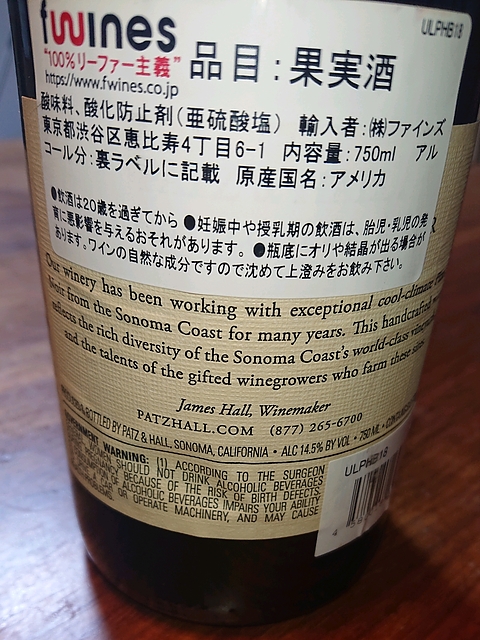 fwines
ULPHB18
"100%リーファー主義" 品目:果実酒
https://www.fwines.co.jp
酸味料、酸化防止剤(亜硫酸塩) 輸入者:㈱ファインズ
東京都渋谷区恵比寿4丁目6-1 内容量:750ml アル
コール分:裏ラベルに記載 原産国名:アメリカ
●飲酒は20歳を過ぎてから ●妊娠中や授乳期の飲酒は、胎児・乳児の発
育に悪影響を与えるおそれがあります。 ●瓶底にオリや結晶が出る場合が
あります。ワインの自然な成分ですので沈めて上澄みをお飲み下さい。
Our winery has been working with exceptional cool-climate
Noir from the Sonoma Coast for many years. This handcrafted
reflects the rich diversity of the Sonoma Coast's world-class
and the talents of the gifted winegrowers who farm these
James Hall, Winemaker
PATZHALL.COM (877) 265-6700
BOTTLED BY PATZ & HALL, SONOMA, CALIFORNIA • ALC 14.5% BY VOL • 750 ML •
WARNING: (1) ACCORDING TO THE SURGEON
SHOULD NOT DRINK ALCOHOLIC BEVERAGES
BECAUSE OF THE RISK OF BIRTH DEFECTS.
OF ALCOHOLIC BEVERAGES IMPAIRS YOUR ABILITY
OR OPERATE MACHINERY, AND MAY CAUSE
ULPHB18